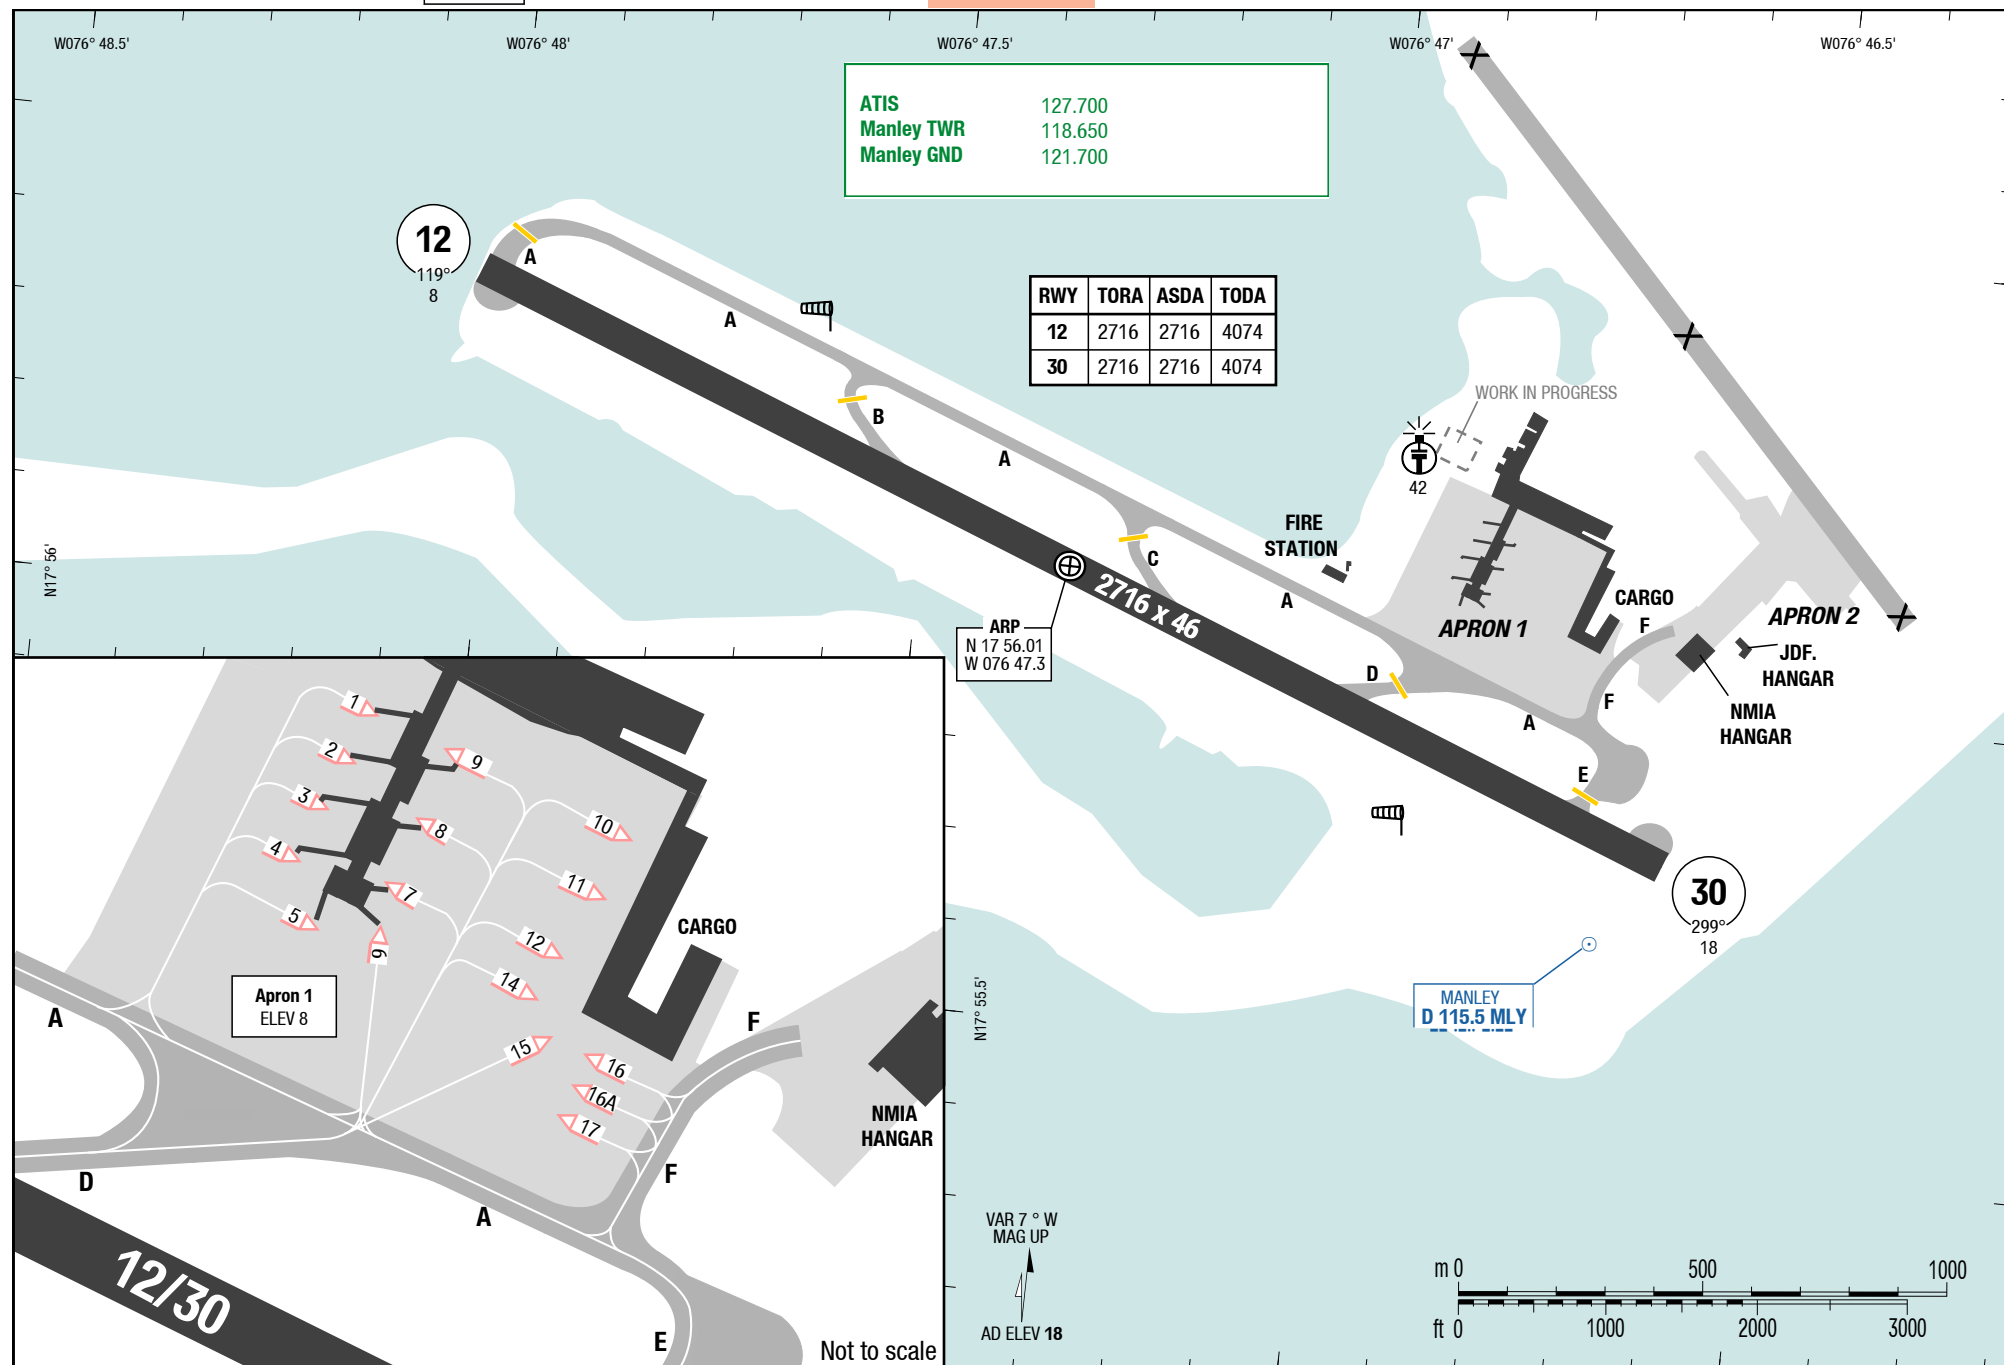 W076° 48.5'
W076° 48'
W076° 47.5'
W076° 47'
W076° 46.5'
ATIS 127.700
Manley TWR 118.650
Manley GND 121.700
12
119°
8
A
A
B
A
C
A
D
A
E
F
F
RWY TORA ASDA TODA
12 2716 2716 4074
30 2716 2716 4074
WORK IN PROGRESS
42
FIRE
STATION
CARGO
APRON 1
APRON 2
JDF.
HANGAR
NMIA
HANGAR
2716 x 46
ARP
N 17 56.01
W 076 47.3
N17° 56'
N17° 55.5'
30
299°
18
MANLEY
D 115.5 MLY
1
2
3
4
5
6
7
8
9
10
11
12
14
15
16
16A
17
CARGO
Apron 1
ELEV 8
A
D
A
F
F
E
NMIA
HANGAR
12/30
Not to scale
VAR 7 ° W
MAG UP
AD ELEV 18
m 0 500 1000
ft 0 1000 2000 3000